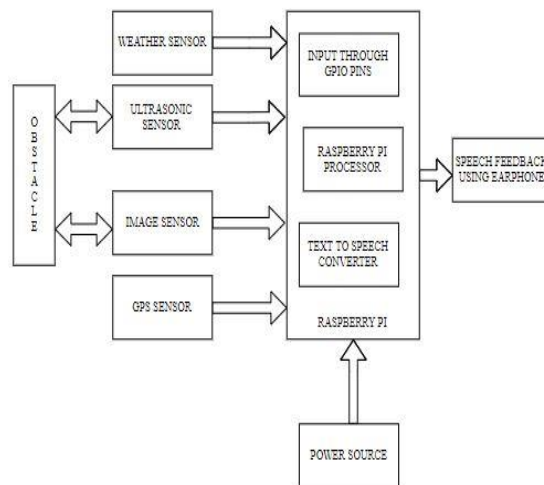 WEATHER SENSOR
INPUT THROUGH
GPIO PINS
OBSTACLE
ULTRASONIC
SENSOR
RASPBERRY PI
PROCESSOR
SPEECH FEEDBACK
USING EARPHONE
IMAGE SENSOR
TEXT TO SPEECH
CONVERTER
GPS SENSOR
RASPBERRY PI
POWER SOURCE